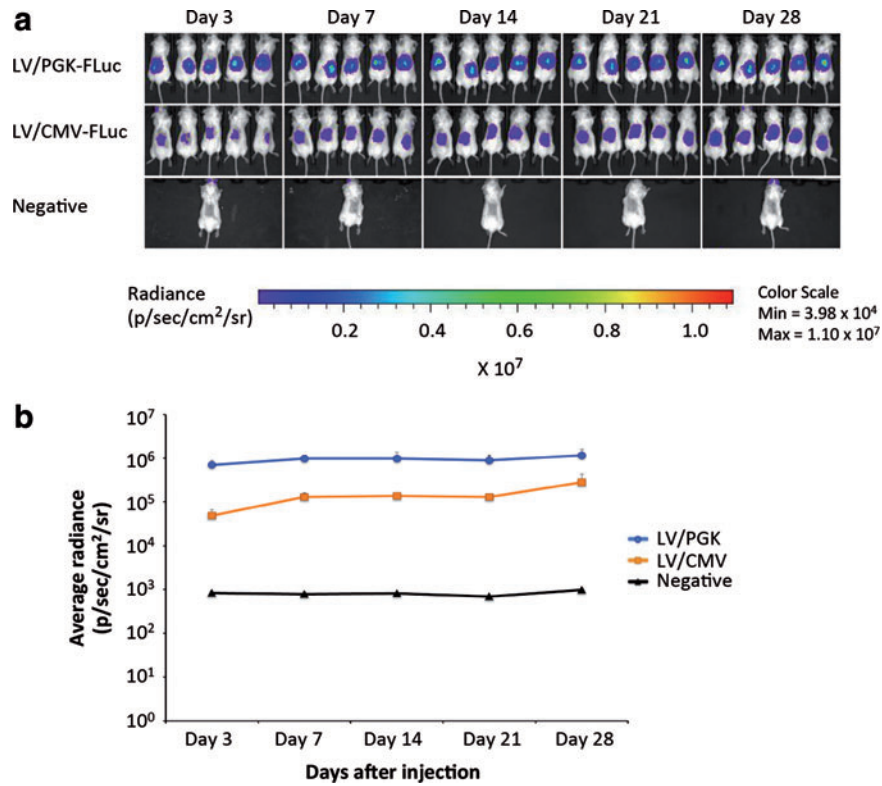 a
Day 3 Day 7 Day 14 Day 21 Day 28
LV/PGK-FLuc
LV/CMV-FLuc
Negative
Radiance
(p/sec/cm²/sr)
0.2 0.4 0.6 0.8 1.0
X 10⁷
Color Scale
Min = 3.98 x 10⁴
Max = 1.10 x 10⁷
b
Average radiance
(p/sec/cm²/sr)
10⁷
10⁶
10⁵
10⁴
10³
10²
10¹
10⁰
LV/PGK
LV/CMV
Negative
Day 3 Day 7 Day 14 Day 21 Day 28
Days after injection